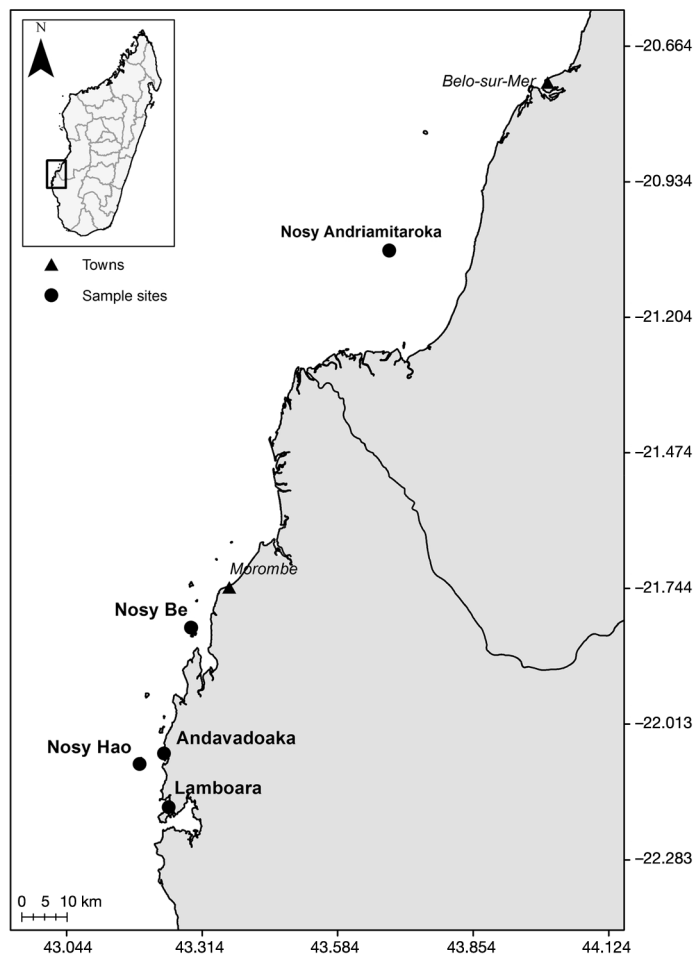 N
Towns
Sample sites
Belo-sur-Mer
Nosy Andriamitaroka
Morombe
Nosy Be
Andavadoaka
Nosy Hao
Lamboara
0 5 10 km
−20.664
−20.934
−21.204
−21.474
−21.744
−22.013
−22.283
43.044 43.314 43.584 43.854 44.124